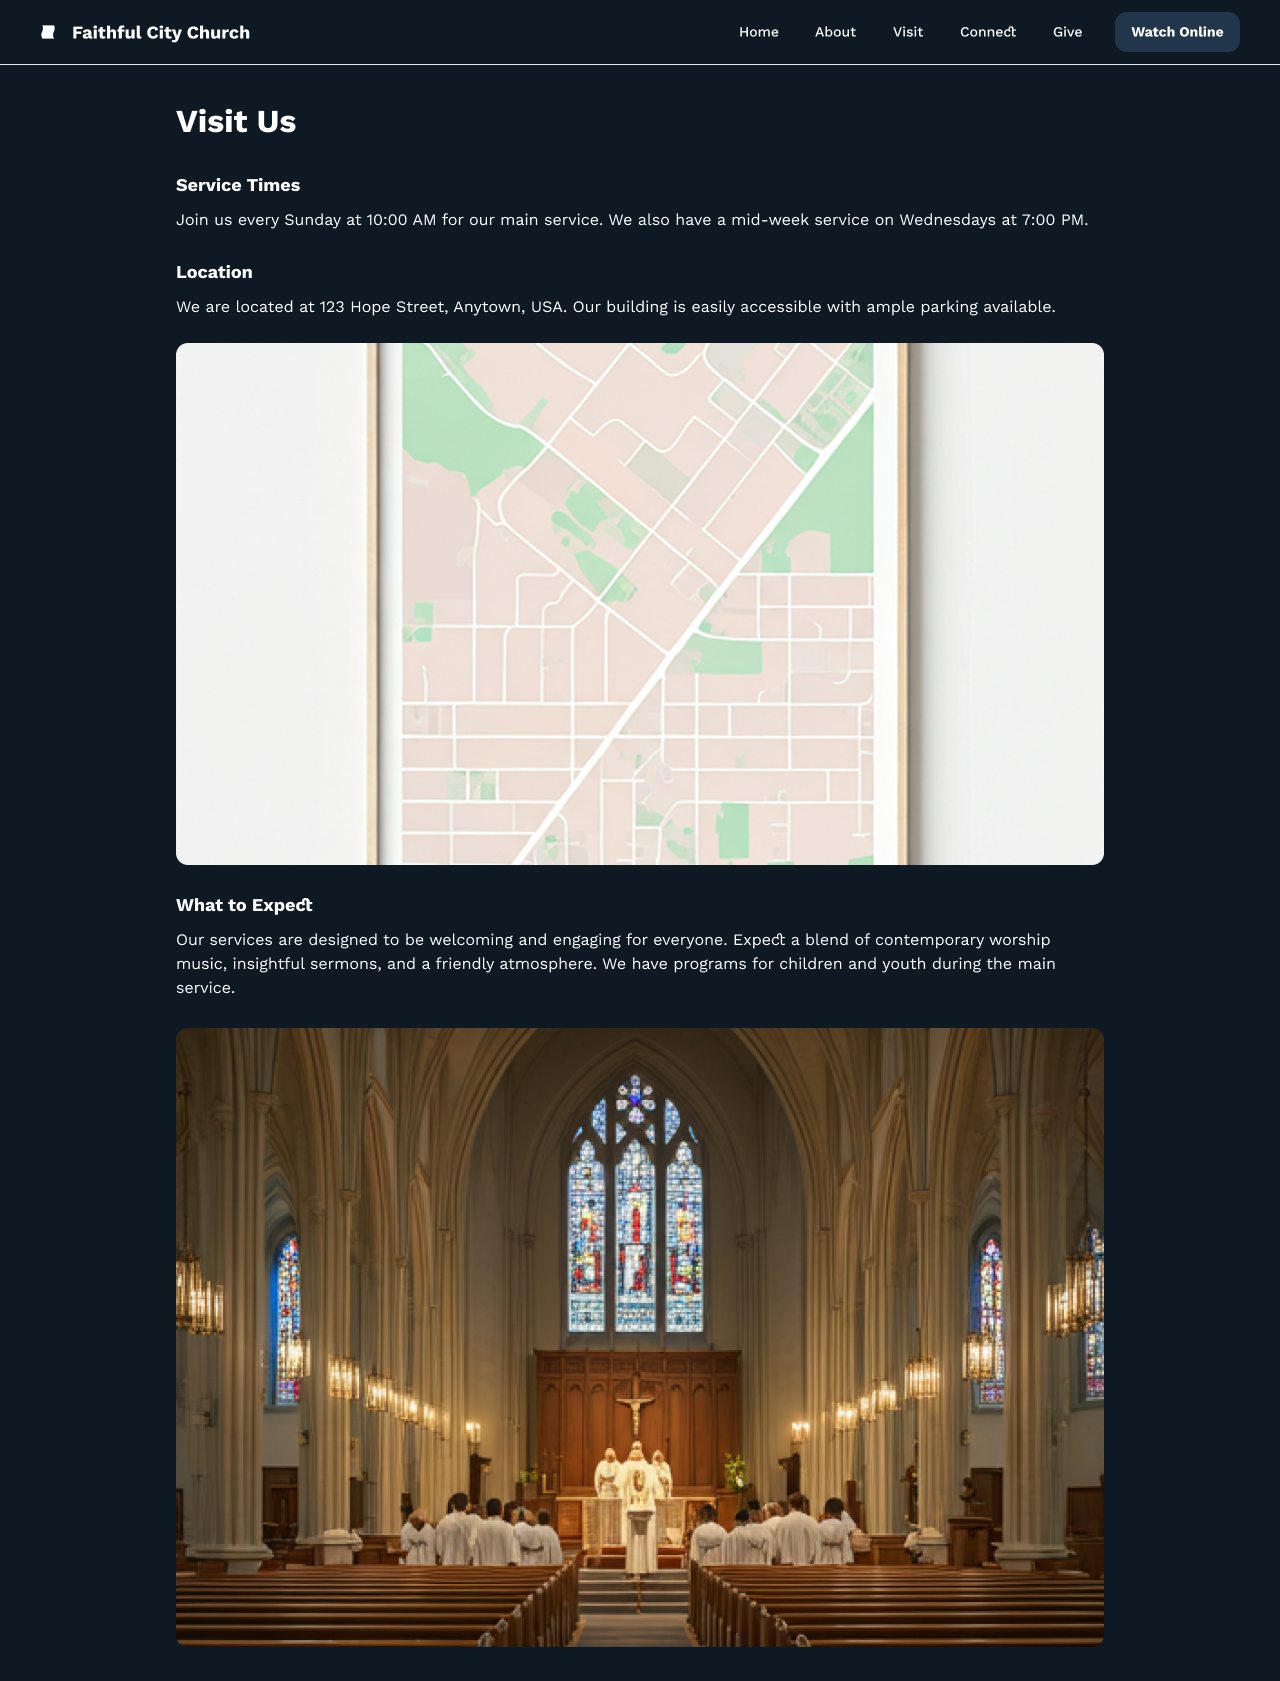 Faithful City Church
Home
About
Visit
Connect
Give
Watch Online
Visit Us
Service Times
Join us every Sunday at 10:00 AM for our main service. We also have a mid-week service on Wednesdays at 7:00 PM.
Location
We are located at 123 Hope Street, Anytown, USA. Our building is easily accessible with ample parking available.
What to Expect
Our services are designed to be welcoming and engaging for everyone. Expect a blend of contemporary worship
music, insightful sermons, and a friendly atmosphere. We have programs for children and youth during the main
service.